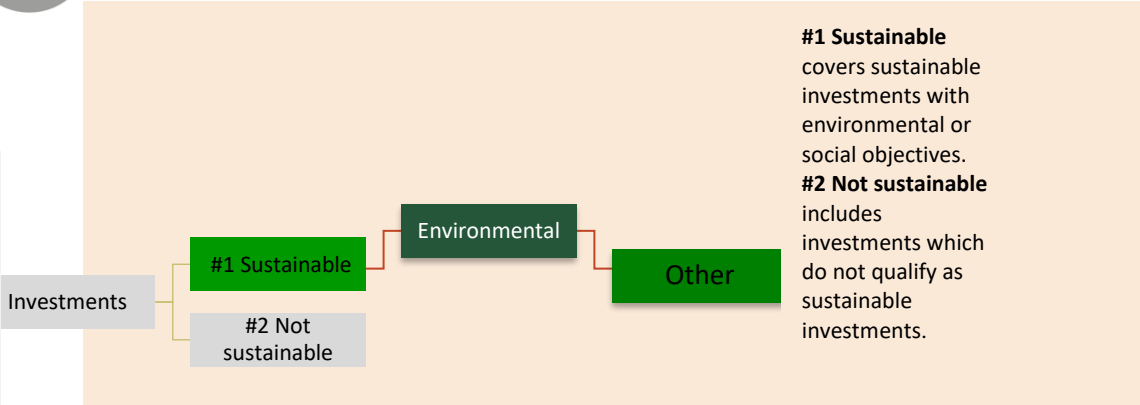 #1 Sustainable
covers sustainable
investments with
environmental or
social objectives.
#2 Not sustainable
includes
investments which
do not qualify as
sustainable
investments.
Investments
#1 Sustainable
#2 Not
sustainable
Environmental
Other